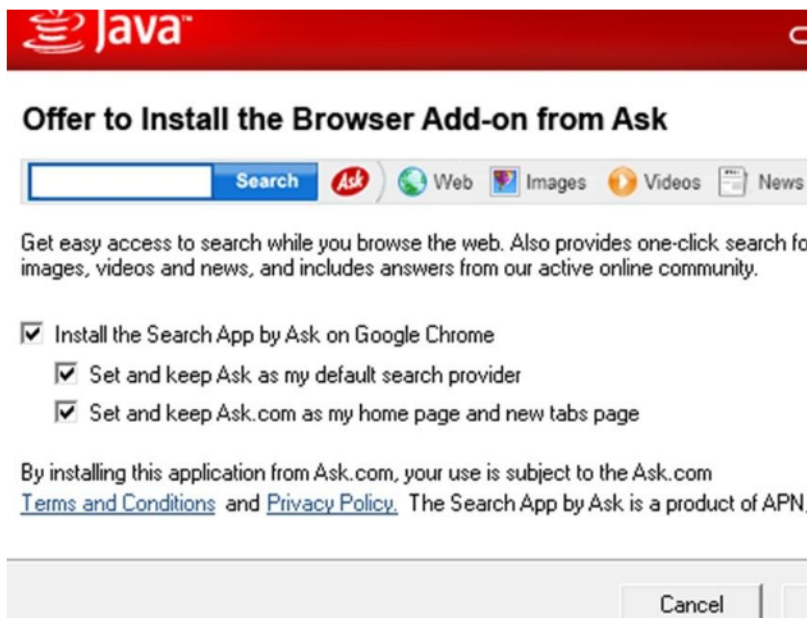 Java™
Offer to Install the Browser Add-on from Ask
Search Ask Web Images Videos News
Get easy access to search while you browse the web. Also provides one-click search fo
images, videos and news, and includes answers from our active online community.
Install the Search App by Ask on Google Chrome
Set and keep Ask as my default search provider
Set and keep Ask.com as my home page and new tabs page
By installing this application from Ask.com, your use is subject to the Ask.com
Terms and Conditions and Privacy Policy. The Search App by Ask is a product of APN,
Cancel